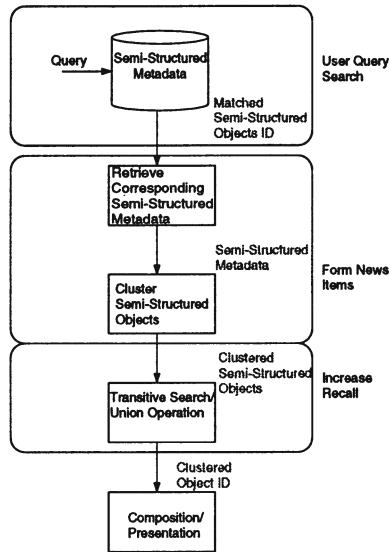 Query
Semi-Structured
Metadata
User Query
Search
Matched
Semi-Structured
Objects ID
Retrieve
Corresponding
Semi-Structured
Metadata
Semi-Structured
Metadata
Form News
Items
Cluster
Semi-Structured
Objects
Clustered
Semi-Structured
Objects
Increase
Recall
Transitive Search/
Union Operation
Clustered
Object ID
Composition/
Presentation